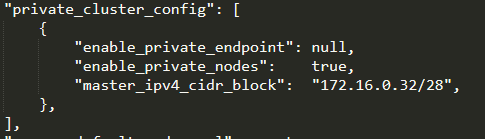 "private_cluster_config": [
{
"enable_private_endpoint": null,
"enable_private_nodes": true,
"master_ipv4_cidr_block": "172.16.0.32/28",
},
],